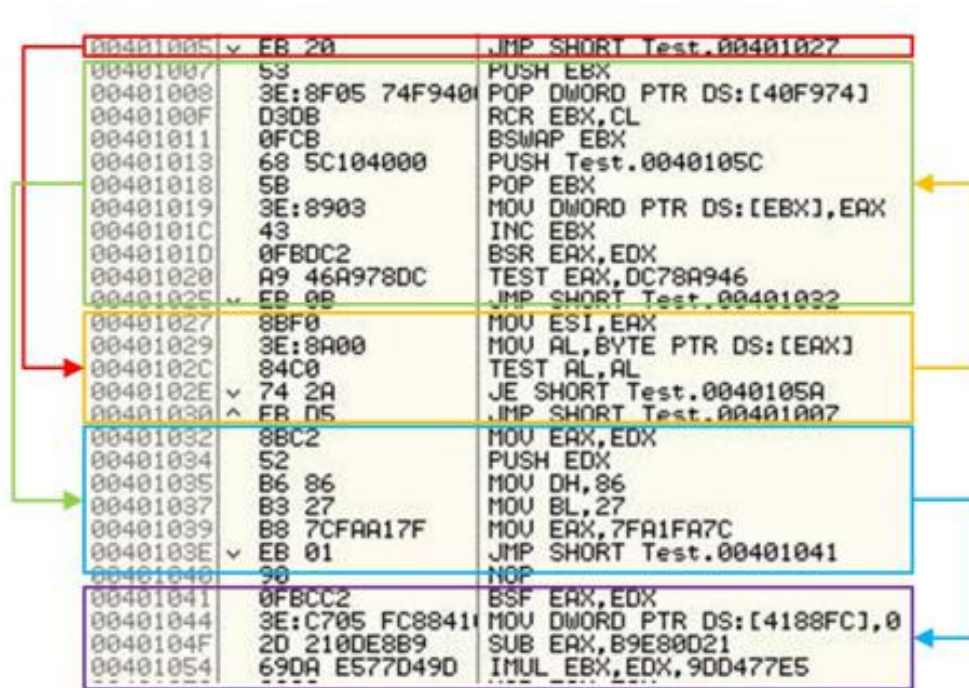 00401005 ˅ EB 20 JMP SHORT Test.00401027
00401007 53 PUSH EBX
00401008 3E:8F05 74F940 POP DWORD PTR DS:[40F974]
0040100F D3DB RCR EBX,CL
00401011 0FCB BSWAP EBX
00401013 68 5C104000 PUSH Test.0040105C
00401018 5B POP EBX
00401019 3E:8903 MOV DWORD PTR DS:[EBX],EAX
0040101C 43 INC EBX
0040101D 0FBDC2 BSR EAX,EDX
00401020 A9 46A978DC TEST EAX,DC78A946
00401025 ˅ EB 0B JMP SHORT Test.00401032
00401027 8BF0 MOV ESI,EAX
00401029 3E:8A00 MOV AL,BYTE PTR DS:[EAX]
0040102C 84C0 TEST AL,AL
0040102E ˅ 74 2A JE SHORT Test.0040105A
00401030 ^ EB D5 JMP SHORT Test.00401007
00401032 8BC2 MOV EAX,EDX
00401034 52 PUSH EDX
00401035 B6 86 MOV DH,86
00401037 B3 27 MOV BL,27
00401039 B8 7CFAA17F MOV EAX,7FA1FA7C
0040103E ˅ EB 01 JMP SHORT Test.00401041
00401040 90 NOP
00401041 0FBCC2 BSF EAX,EDX
00401044 3E:C705 FC8841 MOV DWORD PTR DS:[4188FC],0
0040104F 2D 210DE8B9 SUB EAX,B9E80D21
00401054 69DA E577D49D IMUL EBX,EDX,9DD477E5